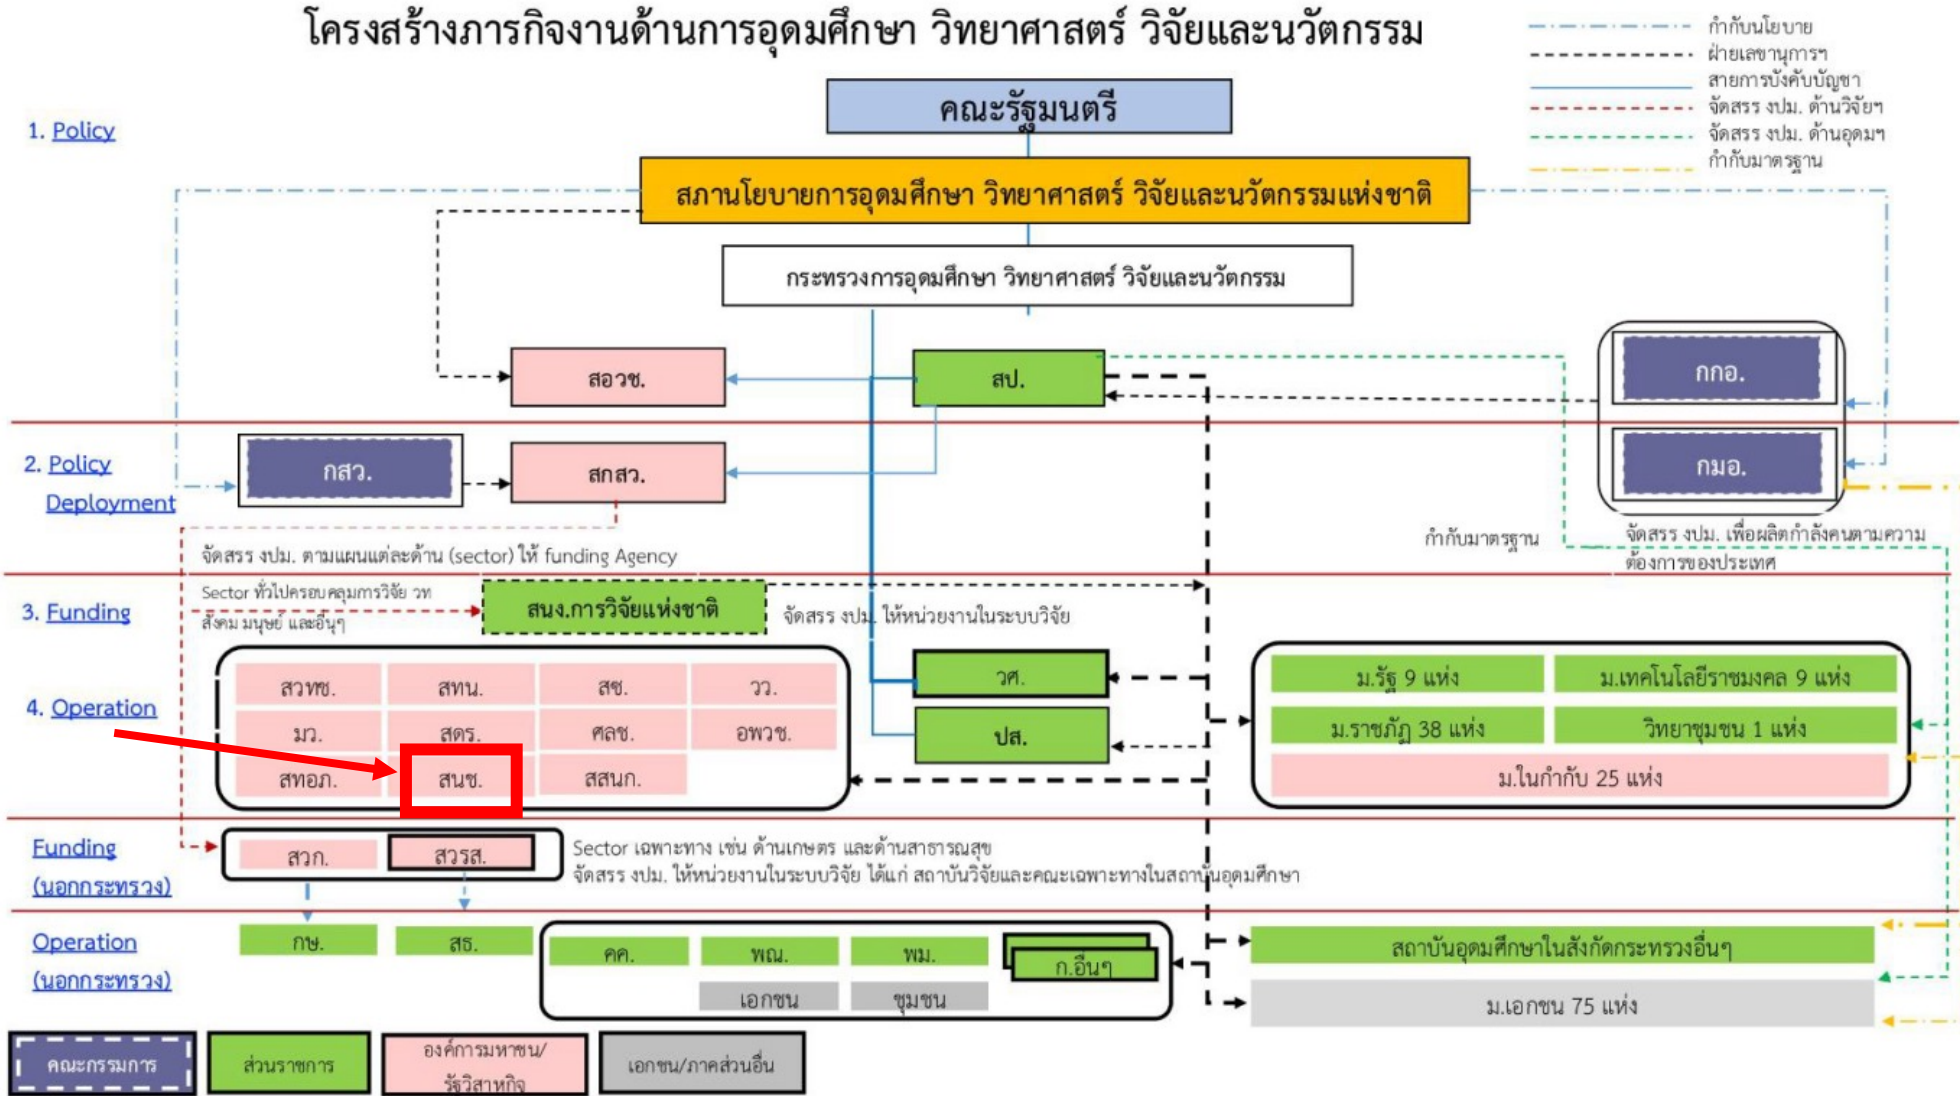 โครงสร้างภารกิจงานด้านการอุดมศึกษา วิทยาศาสตร์ วิจัยและนวัตกรรม
กำกับนโยบาย
ฝ่ายเลขานุการฯ
สายการบังคับบัญชา
จัดสรร งปม. ด้านวิจัยฯ
จัดสรร งปม. ด้านอุดมฯ
กำกับมาตรฐาน
1. Policy
คณะรัฐมนตรี
สภานโยบายการอุดมศึกษา วิทยาศาสตร์ วิจัยและนวัตกรรมแห่งชาติ
กระทรวงการอุดมศึกษา วิทยาศาสตร์ วิจัยและนวัตกรรม
สอวช.
สป.
กกอ.
2. Policy
Deployment
กสว.
สกสว.
กมอ.
จัดสรร งปม. ตามแผนแต่ละด้าน (sector) ให้ funding Agency
กำกับมาตรฐาน
จัดสรร งปม. เพื่อผลิตกำลังคนตามความ
ต้องการของประเทศ
3. Funding
Sector ทั่วไปครอบคลุมการวิจัย วท
สังคม มนุษย์ และอื่นๆ
สนง.การวิจัยแห่งชาติ
จัดสรร งปม. ให้หน่วยงานในระบบวิจัย
4. Operation
สวทช.
สทน.
สซ.
วว.
มว.
สดร.
ศลช.
อพวช.
สทอภ.
สนช.
สสนก.
วศ.
ปส.
ม.รัฐ 9 แห่ง
ม.เทคโนโลยีราชมงคล 9 แห่ง
ม.ราชภัฏ 38 แห่ง
วิทยาชุมชน 1 แห่ง
ม.ในกำกับ 25 แห่ง
Funding
(นอกกระทรวง)
สวก.
สวรส.
Sector เฉพาะทาง เช่น ด้านเกษตร และด้านสาธารณสุข
จัดสรร งปม. ให้หน่วยงานในระบบวิจัย ได้แก่ สถาบันวิจัยและคณะเฉพาะทางในสถาบันอุดมศึกษา
Operation
(นอกกระทรวง)
กษ.
สธ.
คค.
พณ.
พม.
ก.อื่นๆ
เอกชน
ชุมชน
สถาบันอุดมศึกษาในสังกัดกระทรวงอื่นๆ
ม.เอกชน 75 แห่ง
คณะกรรมการ
ส่วนราชการ
องค์การมหาชน/
รัฐวิสาหกิจ
เอกชน/ภาคส่วนอื่น